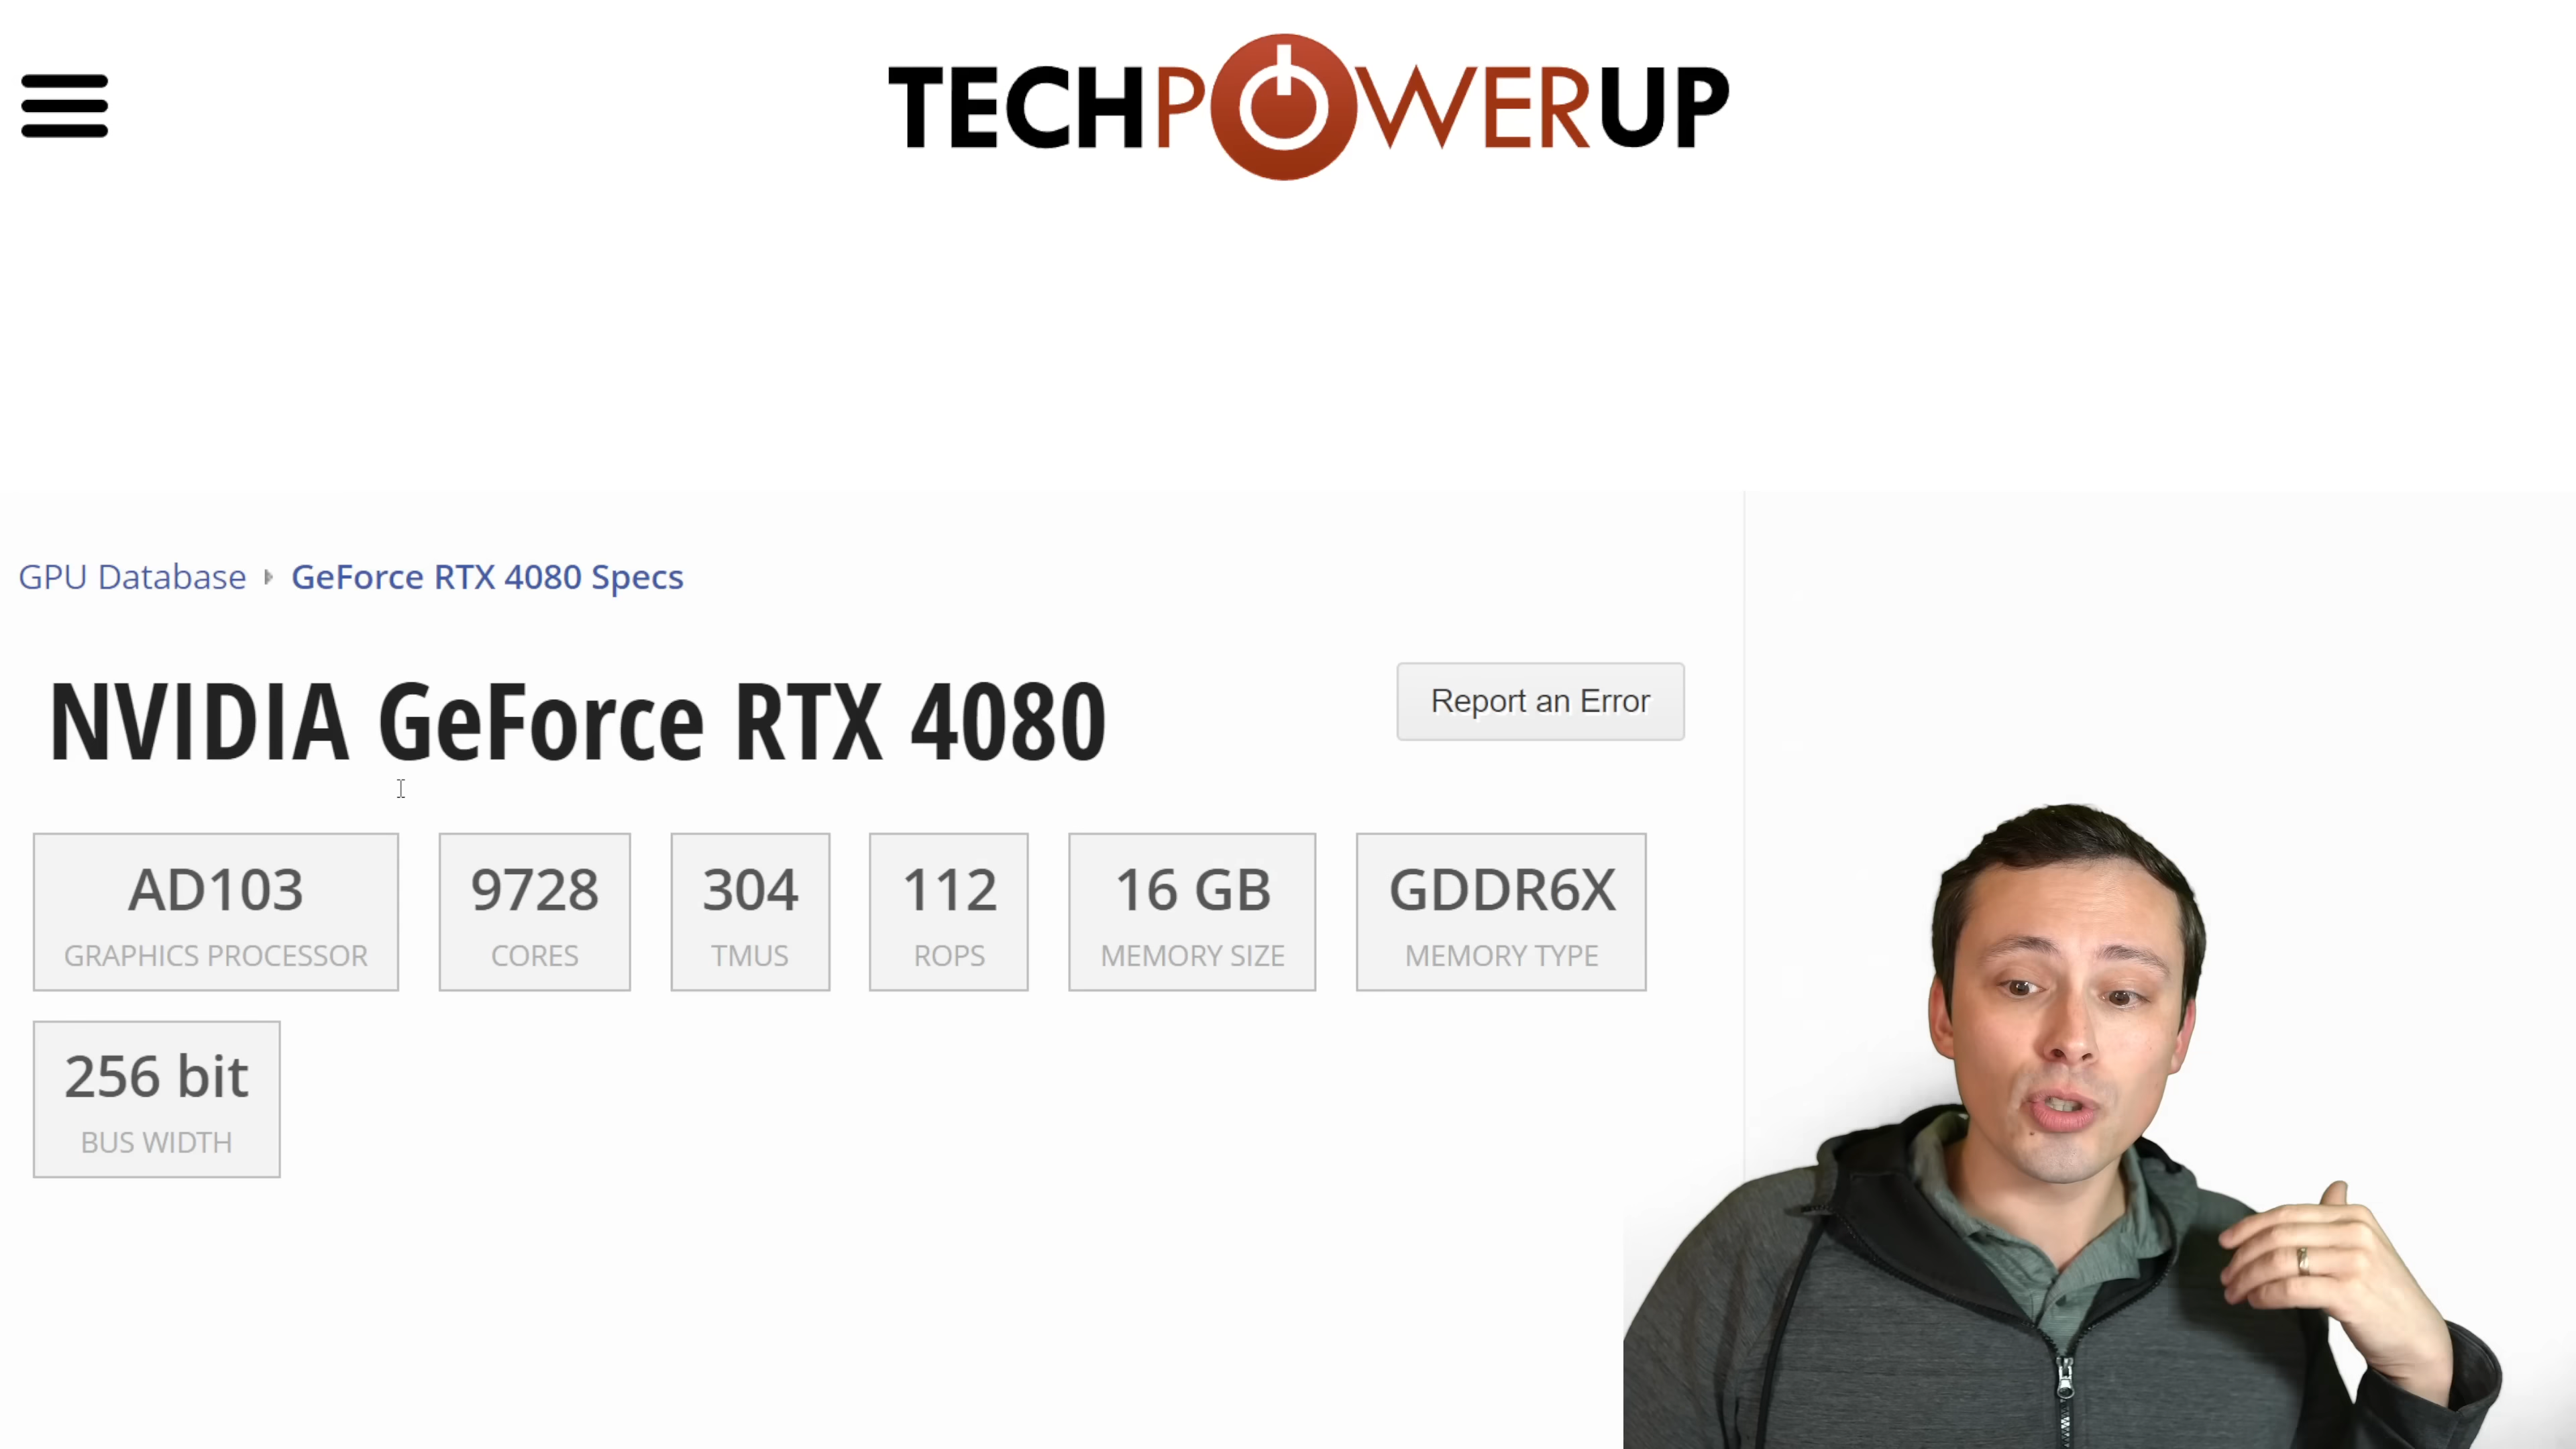 TECHPOWERUP
GPU Database GeForce RTX 4080 Specs
NVIDIA GeForce RTX 4080
Report an Error
AD103
GRAPHICS PROCESSOR
9728
CORES
304
TMUS
112
ROPS
16 GB
MEMORY SIZE
GDDR6X
MEMORY TYPE
256 bit
BUS WIDTH